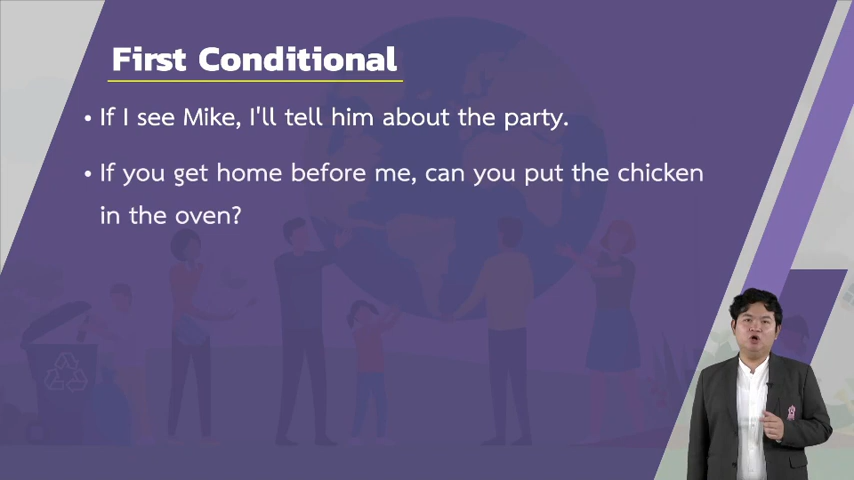 First Conditional
• If I see Mike, I'll tell him about the party.
• If you get home before me, can you put the chicken
in the oven?